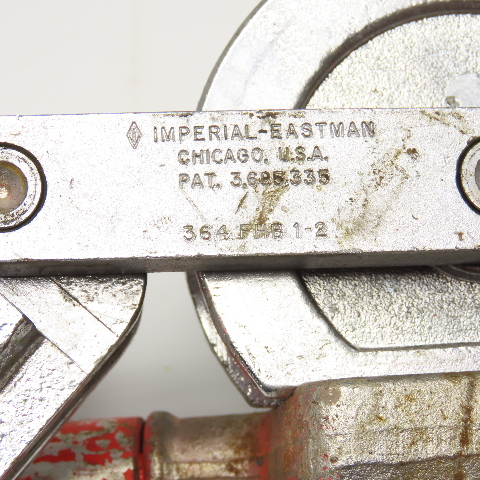 IMPERIAL-EASTMAN
CHICAGO, U.S.A.
PAT. 3,695,335
364 FHB 1-2